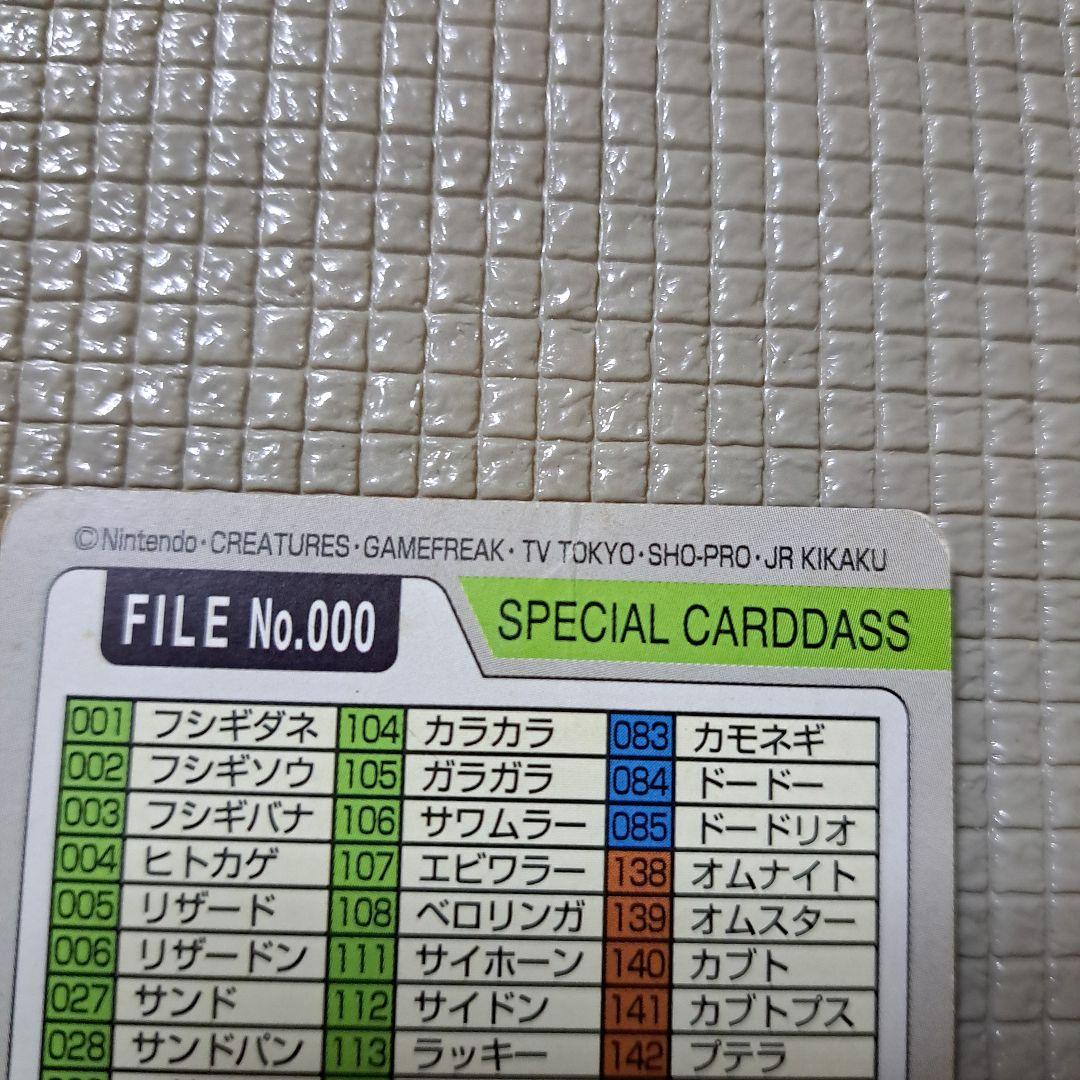 ©Nintendo・CREATURES・GAMEFREAK・TV TOKYO・SHO-PRO・JR KIKAKU
FILE No.000 SPECIAL CARDDASS
001 フシギダネ 104 カラカラ 083 カモネギ
002 フシギソウ 105 ガラガラ 084 ドードー
003 フシギバナ 106 サワムラー 085 ドードリオ
004 ヒトカゲ 107 エビワラー 138 オムナイト
005 リザード 108 ベロリンガ 139 オムスター
006 リザードン 111 サイホーン 140 カブト
027 サンド 112 サイドン 141 カブトプス
028 サンドパン 113 ラッキー 142 プテラ